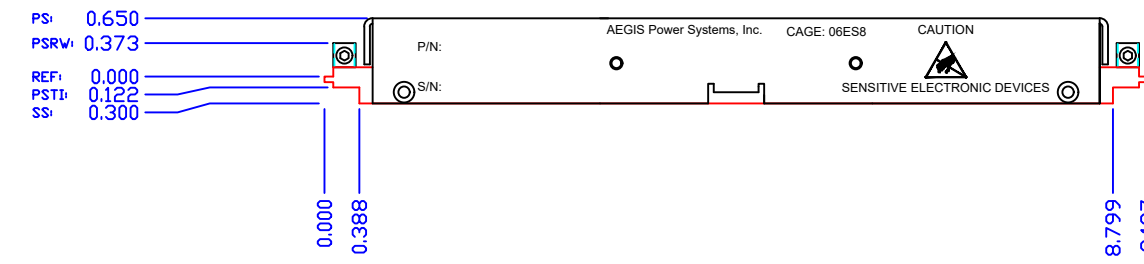 PS: 0.650
PSRW: 0.373
REF: 0.000
PSTI: 0.122
SS: 0.300
AEGIS Power Systems, Inc.
CAGE: 06ES8
CAUTION
P/N:
S/N:
SENSITIVE ELECTRONIC DEVICES
0.000
0.388
8.799